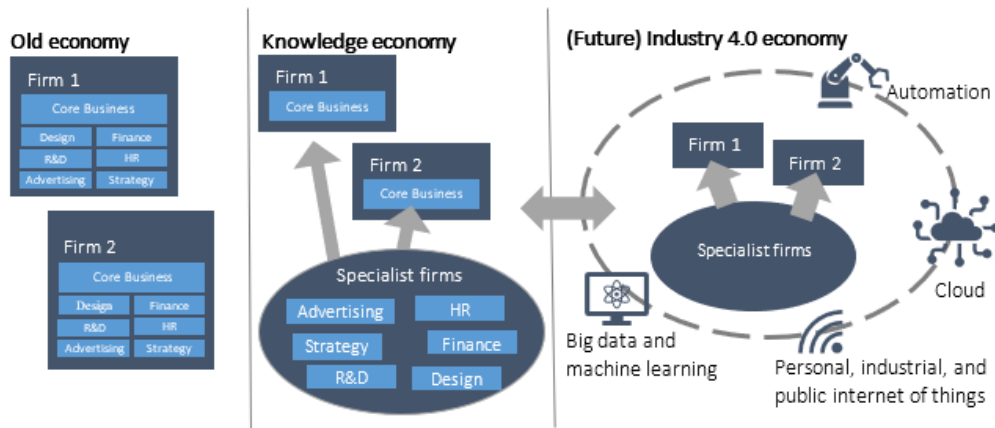 Old economy
Firm 1
Core Business
Design
Finance
R&D
HR
Advertising
Strategy
Firm 2
Core Business
Design
Finance
R&D
HR
Advertising
Strategy
Knowledge economy
Firm 1
Core Business
Firm 2
Core Business
Specialist firms
Advertising
HR
Strategy
Finance
R&D
Design
(Future) Industry 4.0 economy
Automation
Firm 1
Firm 2
Specialist firms
Cloud
Big data and
machine learning
Personal, industrial, and
public internet of things